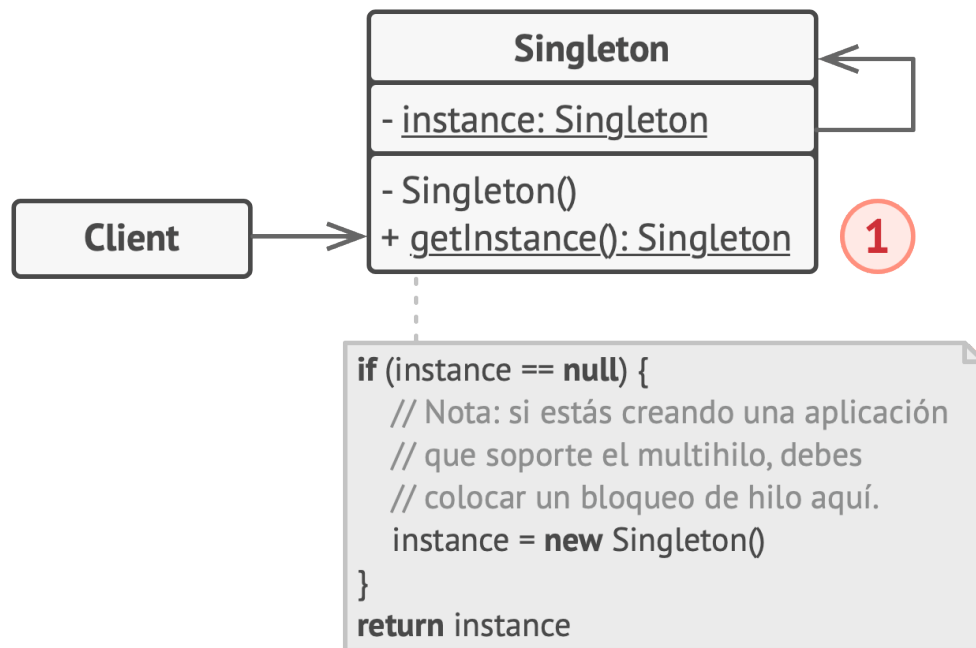 Singleton
- instance: Singleton
- Singleton()
+ getInstance(): Singleton
Client
1
if (instance == null) {
// Nota: si estás creando una aplicación
// que soporte el multihilo, debes
// colocar un bloqueo de hilo aquí.
instance = new Singleton()
}
return instance